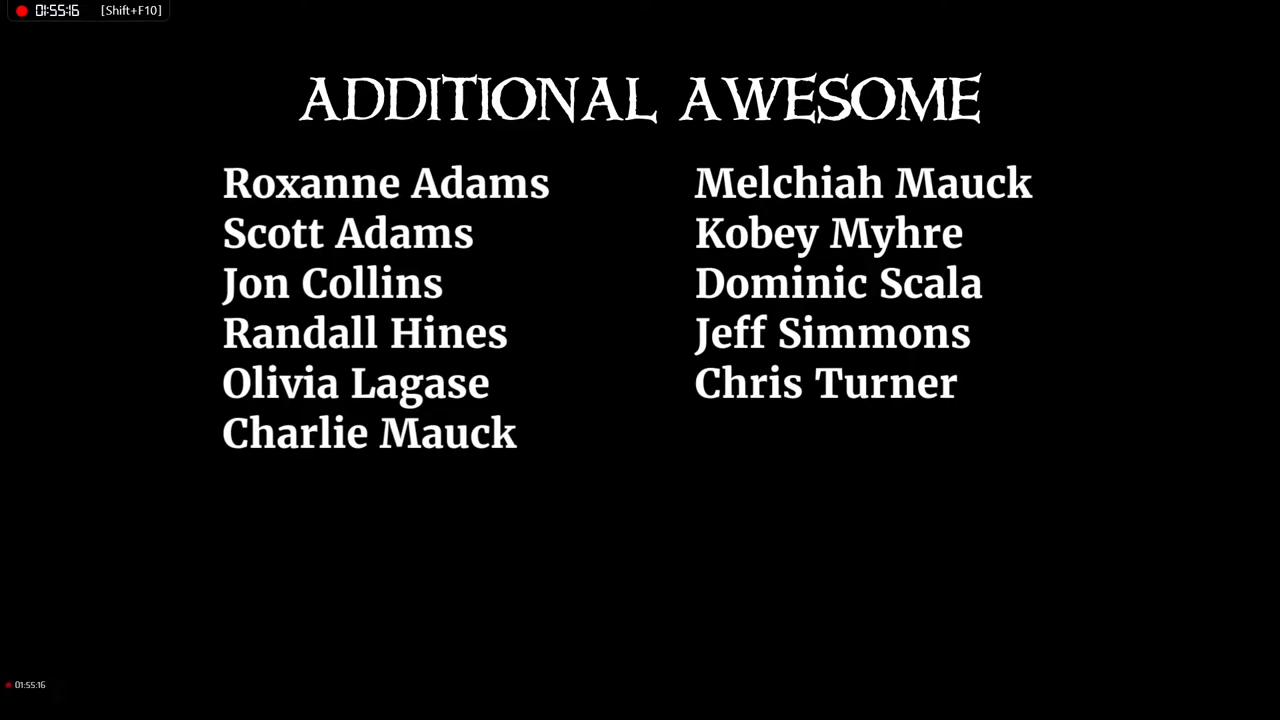 01:55:16 [Shift+F10]
ADDITIONAL AWESOME
Roxanne Adams
Scott Adams
Jon Collins
Randall Hines
Olivia Lagase
Charlie Mauck
Melchiah Mauck
Kobey Myhre
Dominic Scala
Jeff Simmons
Chris Turner
01:55:16